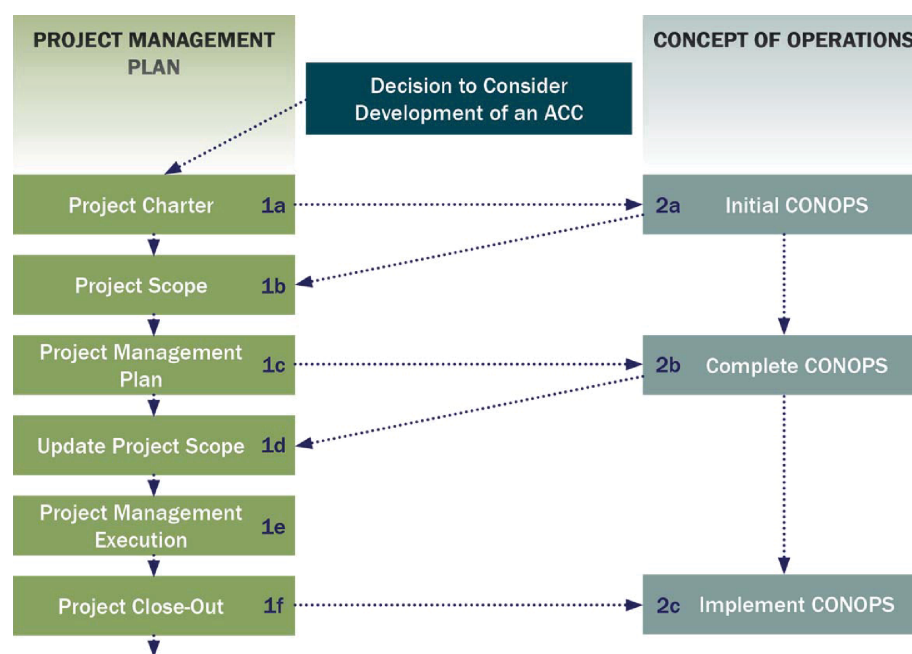 PROJECT MANAGEMENT
PLAN
CONCEPT OF OPERATIONS
Decision to Consider
Development of an ACC
Project Charter 1a
2a Initial CONOPS
Project Scope 1b
Project Management
Plan 1c
2b Complete CONOPS
Update Project Scope 1d
Project Management
Execution 1e
Project Close-Out 1f
2c Implement CONOPS